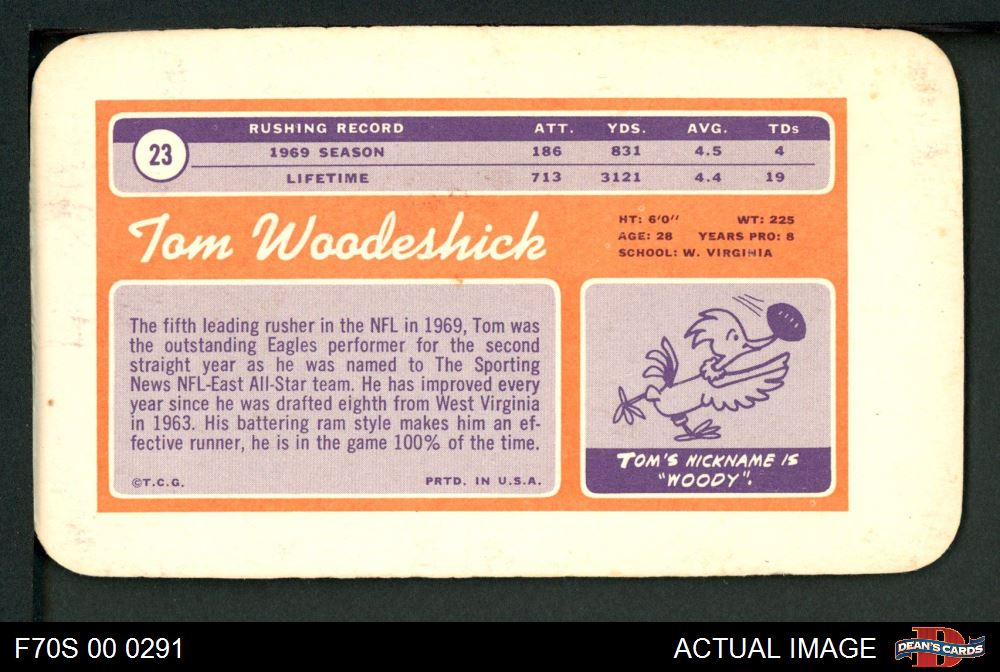 23
RUSHING RECORD ATT. YDS. AVG. TDs
1969 SEASON 186 831 4.5 4
LIFETIME 713 3121 4.4 19
Tom Woodeshick
HT: 6'0" WT: 225
AGE: 28 YEARS PRO: 8
SCHOOL: W. VIRGINIA
The fifth leading rusher in the NFL in 1969, Tom was
the outstanding Eagles performer for the second
straight year as he was named to The Sporting
News NFL-East All-Star team. He has improved every
year since he was drafted eighth from West Virginia
in 1963. His battering ram style makes him an ef-
fective runner, he is in the game 100% of the time.
©T.C.G. PRTD. IN U.S.A.
TOM'S NICKNAME IS
"WOODY".
F70S 00 0291 ACTUAL IMAGE
D
DEAN'S CARDS